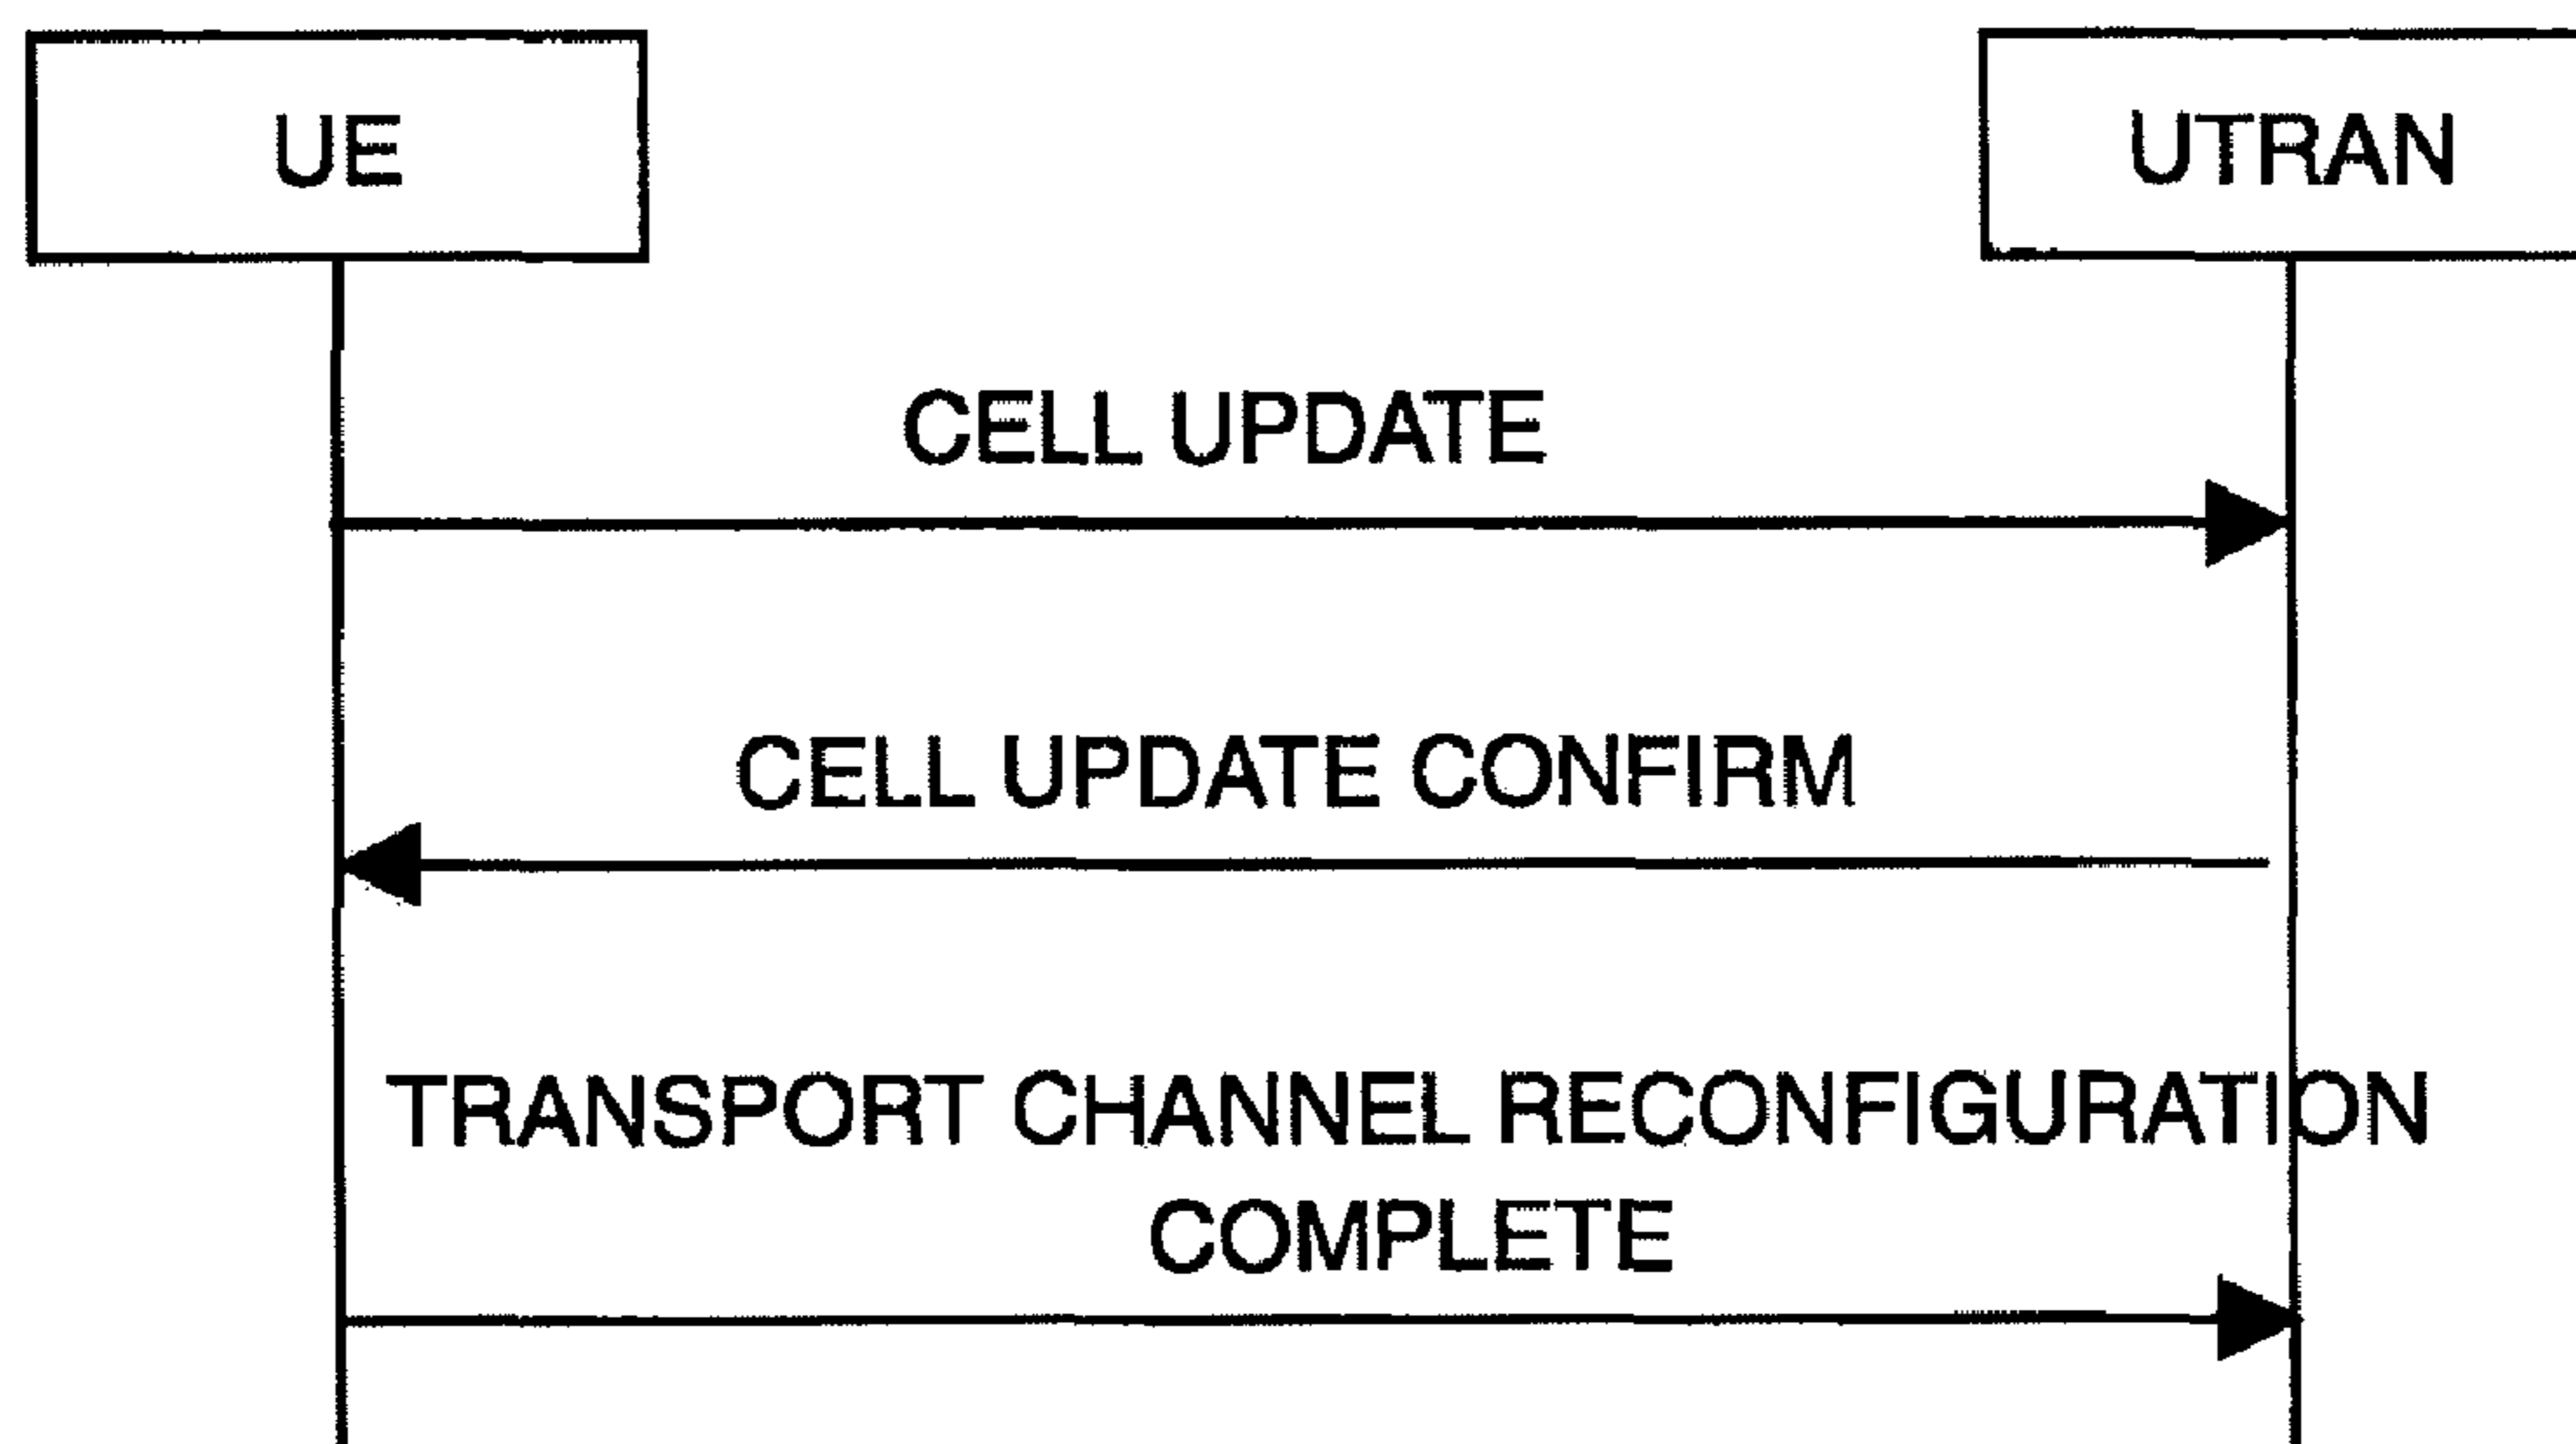 UE
UTRAN
CELL UPDATE
CELL UPDATE CONFIRM
TRANSPORT CHANNEL RECONFIGURATION
COMPLETE